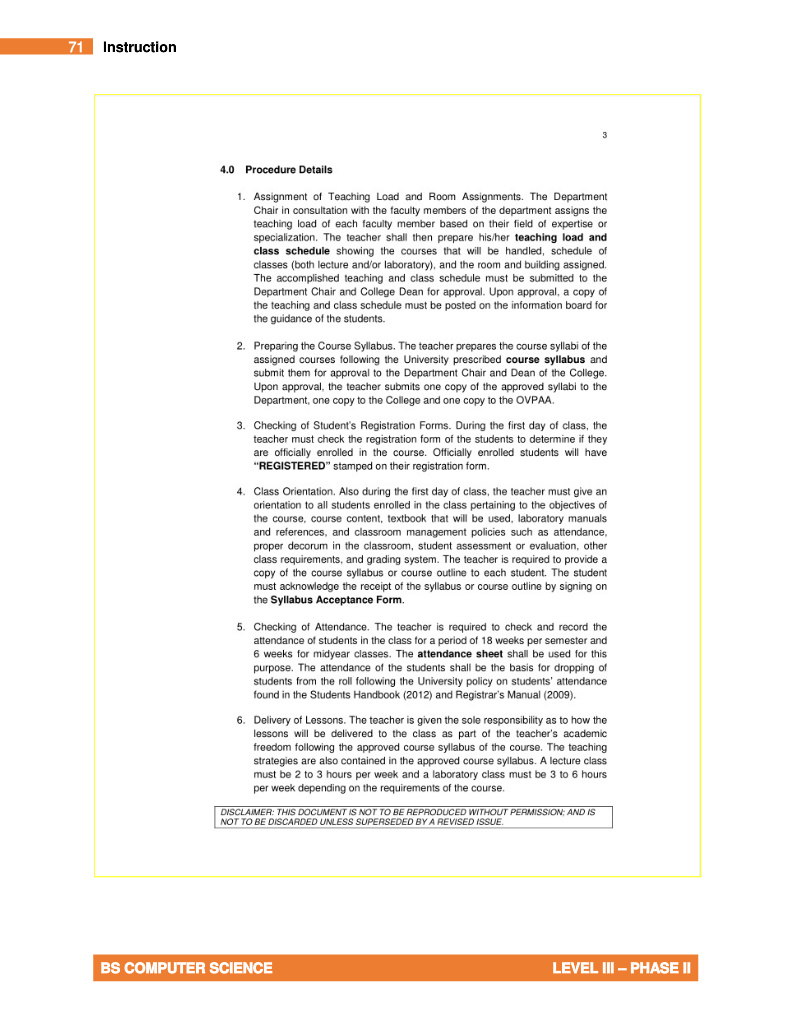 71 Instruction
3
4.0 Procedure Details
1. Assignment of Teaching Load and Room Assignments. The Department
Chair in consultation with the faculty members of the department assigns the
teaching load of each faculty member based on their field of expertise or
specialization. The teacher shall then prepare his/her teaching load and
class schedule showing the courses that will be handled, schedule of
classes (both lecture and/or laboratory), and the room and building assigned.
The accomplished teaching and class schedule must be submitted to the
Department Chair and College Dean for approval. Upon approval, a copy of
the teaching and class schedule must be posted on the information board for
the guidance of the students.
2. Preparing the Course Syllabus. The teacher prepares the course syllabi of the
assigned courses following the University prescribed course syllabus and
submit them for approval to the Department Chair and Dean of the College.
Upon approval, the teacher submits one copy of the approved syllabi to the
Department, one copy to the College and one copy to the OVPAA.
3. Checking of Student's Registration Forms. During the first day of class, the
teacher must check the registration form of the students to determine if they
are officially enrolled in the course. Officially enrolled students will have
“REGISTERED” stamped on their registration form.
4. Class Orientation. Also during the first day of class, the teacher must give an
orientation to all students enrolled in the class pertaining to the objectives of
the course, course content, textbook that will be used, laboratory manuals
and references, and classroom management policies such as attendance,
proper decorum in the classroom, student assessment or evaluation, other
class requirements, and grading system. The teacher is required to provide a
copy of the course syllabus or course outline to each student. The student
must acknowledge the receipt of the syllabus or course outline by signing on
the Syllabus Acceptance Form.
5. Checking of Attendance. The teacher is required to check and record the
attendance of students in the class for a period of 18 weeks per semester and
6 weeks for midyear classes. The attendance sheet shall be used for this
purpose. The attendance of the students shall be the basis for dropping of
students from the roll following the University policy on students' attendance
found in the Students Handbook (2012) and Registrar's Manual (2009).
6. Delivery of Lessons. The teacher is given the sole responsibility as to how the
lessons will be delivered to the class as part of the teacher's academic
freedom following the approved course syllabus of the course. The teaching
strategies are also contained in the approved course syllabus. A lecture class
must be 2 to 3 hours per week and a laboratory class must be 3 to 6 hours
per week depending on the requirements of the course.
DISCLAIMER: THIS DOCUMENT IS NOT TO BE REPRODUCED WITHOUT PERMISSION; AND IS
NOT TO BE DISCARDED UNLESS SUPERSEDED BY A REVISED ISSUE.
BS COMPUTER SCIENCE LEVEL III – PHASE II